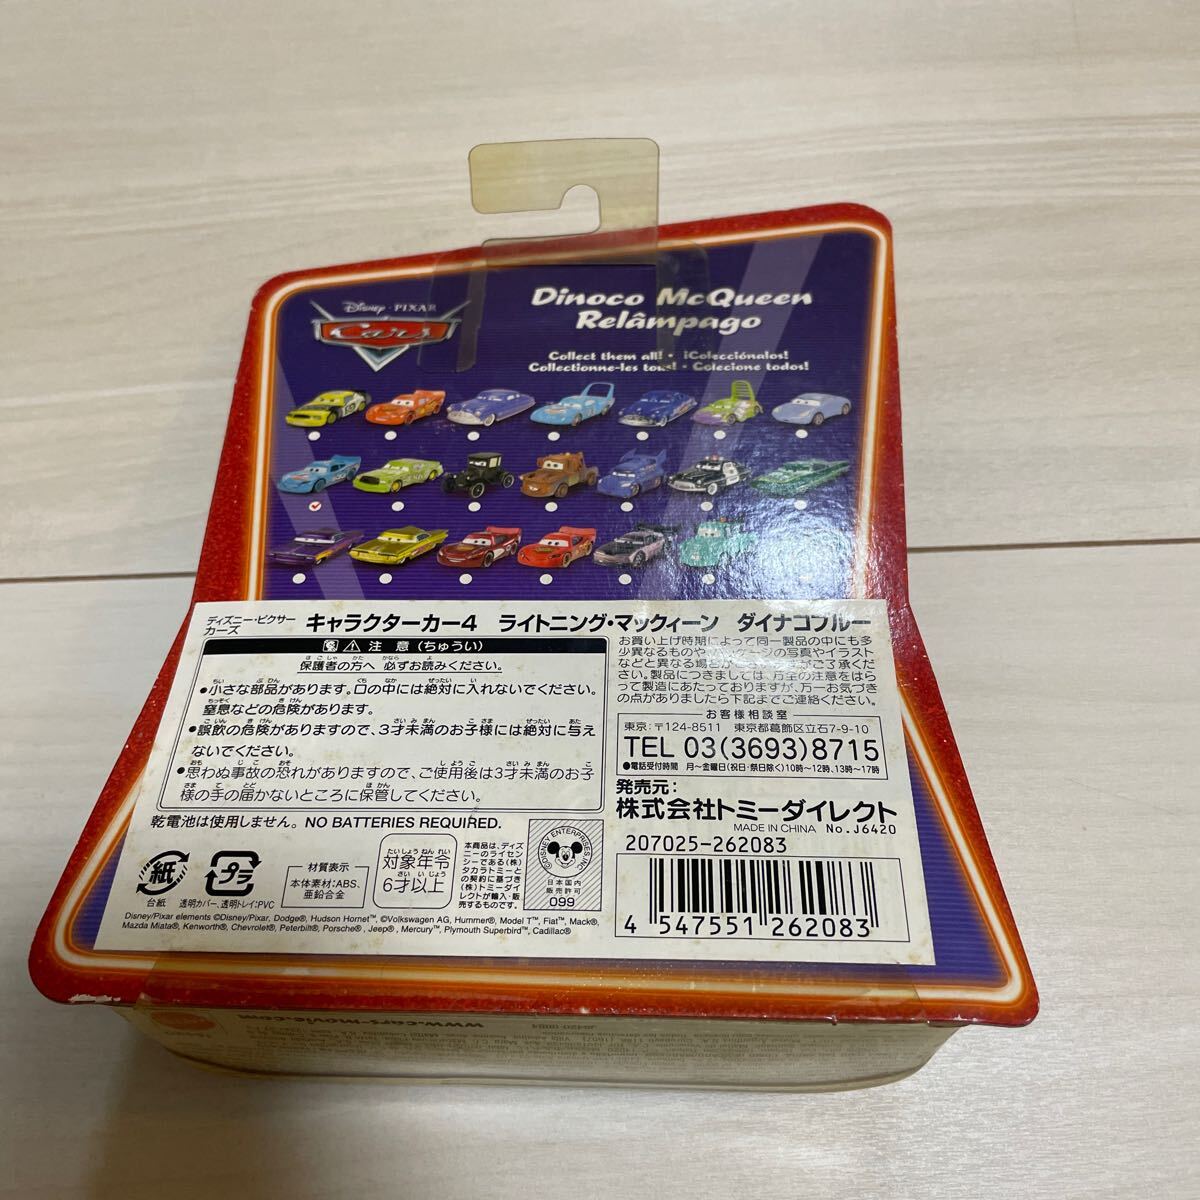 Disney · PIXAR
Cars
Dinoco McQueen
Relâmpago
Collect them all! • ¡Colecciónalos!
Collectionne-les tous! • Colecione todos!
ディズニー・ピクサー
カーズ
キャラクターカー4 ライトニング・マックィーン ダイナコブルー
注意（ちゅうい）
保護者の方へ 必ずお読みください。
●小さな部品があります。口の中には絶対に入れないでください。
窒息などの危険があります。
●誤飲の危険がありますので、3才未満のお子様には絶対に与え
ないでください。
●思わぬ事故の恐れがありますので、ご使用後は3才未満のお子
様の手の届かないところに保管してください。
乾電池は使用しません。 NO BATTERIES REQUIRED.
お買い上げ時期によって同一製品の中にも多
少異なるものやパッケージの写真やイラスト
などと異なる場合がございますがご了承くだ
さい。製品につきましては、万全の注意をはら
って製造にあたっておりますが、万一お気づき
の点がありましたら下記までご連絡ください。
お客様相談室
東京：〒124-8511 東京都葛飾区立石7-9-10
TEL 03(3693)8715
●電話受付時間 月〜金曜日(祝日・祭日除く)10時〜12時、13時〜17時
発売元：
株式会社トミーダイレクト
MADE IN CHINA No.J6420
207025-262083
4 547551 262083
紙
台紙
プラ
透明カバー、透明トレイ:PVC
材質表示
本体素材:ABS、
亜鉛合金
たいしょうねんれい
対象年令
さいいじょう
6才以上
本商品は、ディズ
ニーのライセン
シーである(株)
タカラトミーと
の契約に基づき
(株)トミーダイ
レクトが輸入・販
売するものです。
©DISNEY ENTERPRISES, INC.
日本国内
販売許可
099
Disney/Pixar elements ©Disney/Pixar, Dodge®, Hudson Hornet™, ©Volkswagen AG, Hummer®, Model T™, Fiat™, Mack®,
Mazda Miata®, Kenworth®, Chevrolet®, Peterbilt®, Porsche®, Jeep®, Mercury™, Plymouth Superbird™, Cadillac®
www.cars-movie.com